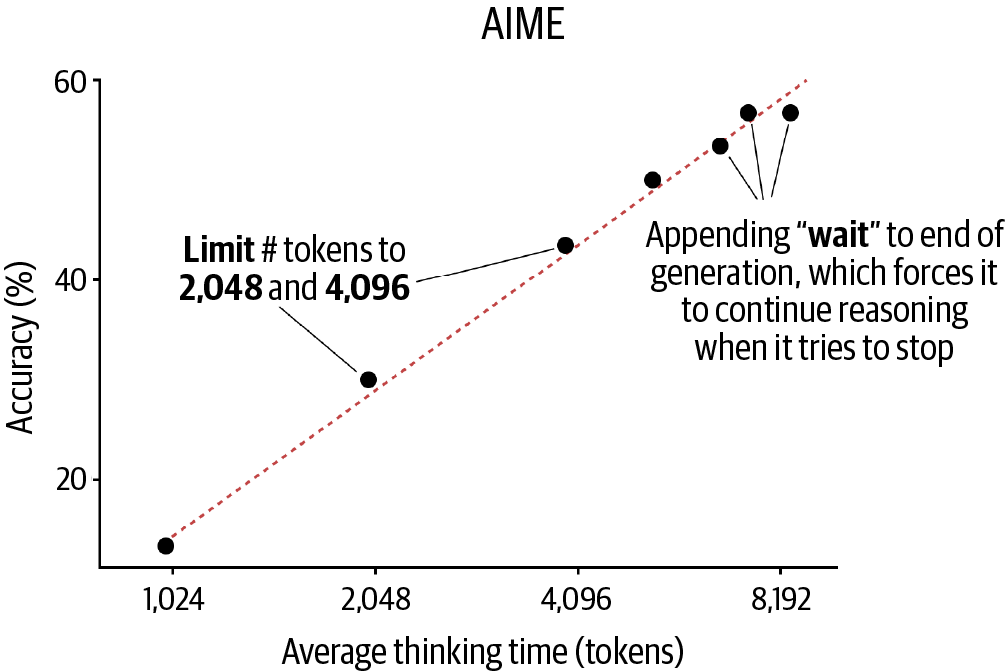 AIME
60
40
20
Accuracy (%)
Limit # tokens to
2,048 and 4,096
Appending “wait” to end of
generation, which forces it
to continue reasoning
when it tries to stop
1,024
2,048
4,096
8,192
Average thinking time (tokens)